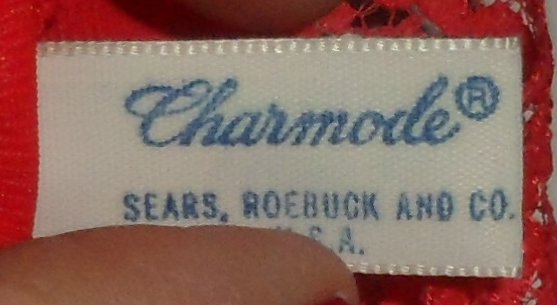 Charmode®
SEARS, ROEBUCK AND CO.
U.S.A.